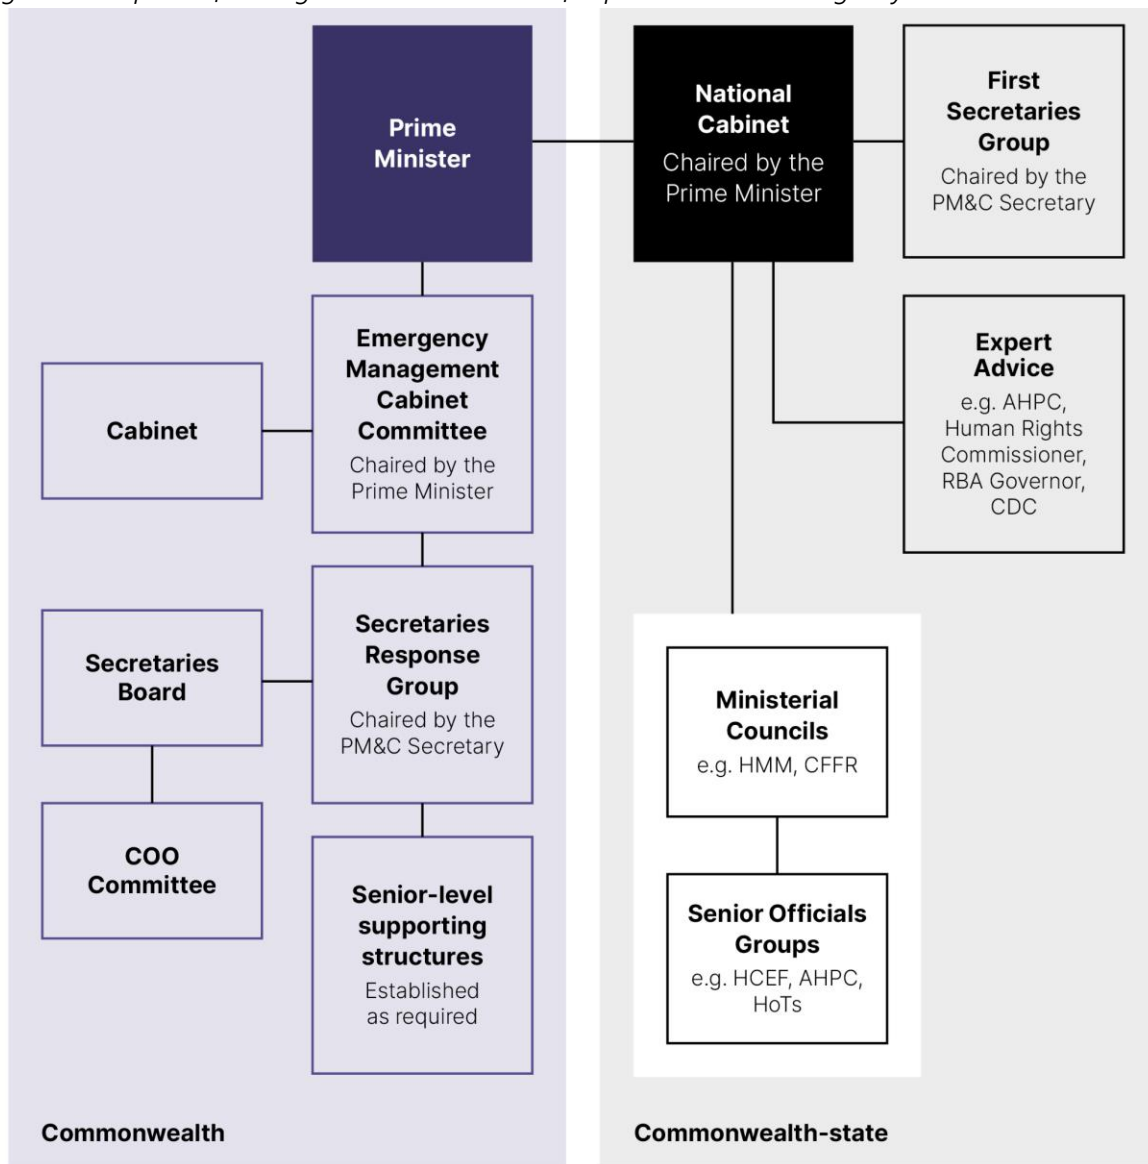 Prime
Minister
National
Cabinet
Chaired by the
Prime Minister
First
Secretaries
Group
Chaired by the
PM&C Secretary
Emergency
Management
Cabinet
Committee
Chaired by the
Prime Minister
Cabinet
Expert
Advice
e.g. AHPC,
Human Rights
Commissioner,
RBA Governor,
CDC
Secretaries
Response
Group
Chaired by the
PM&C Secretary
Secretaries
Board
COO
Committee
Senior-level
supporting
structures
Established
as required
Ministerial
Councils
e.g. HMM, CFFR
Senior Officials
Groups
e.g. HCEF, AHPC,
HoTs
Commonwealth
Commonwealth-state